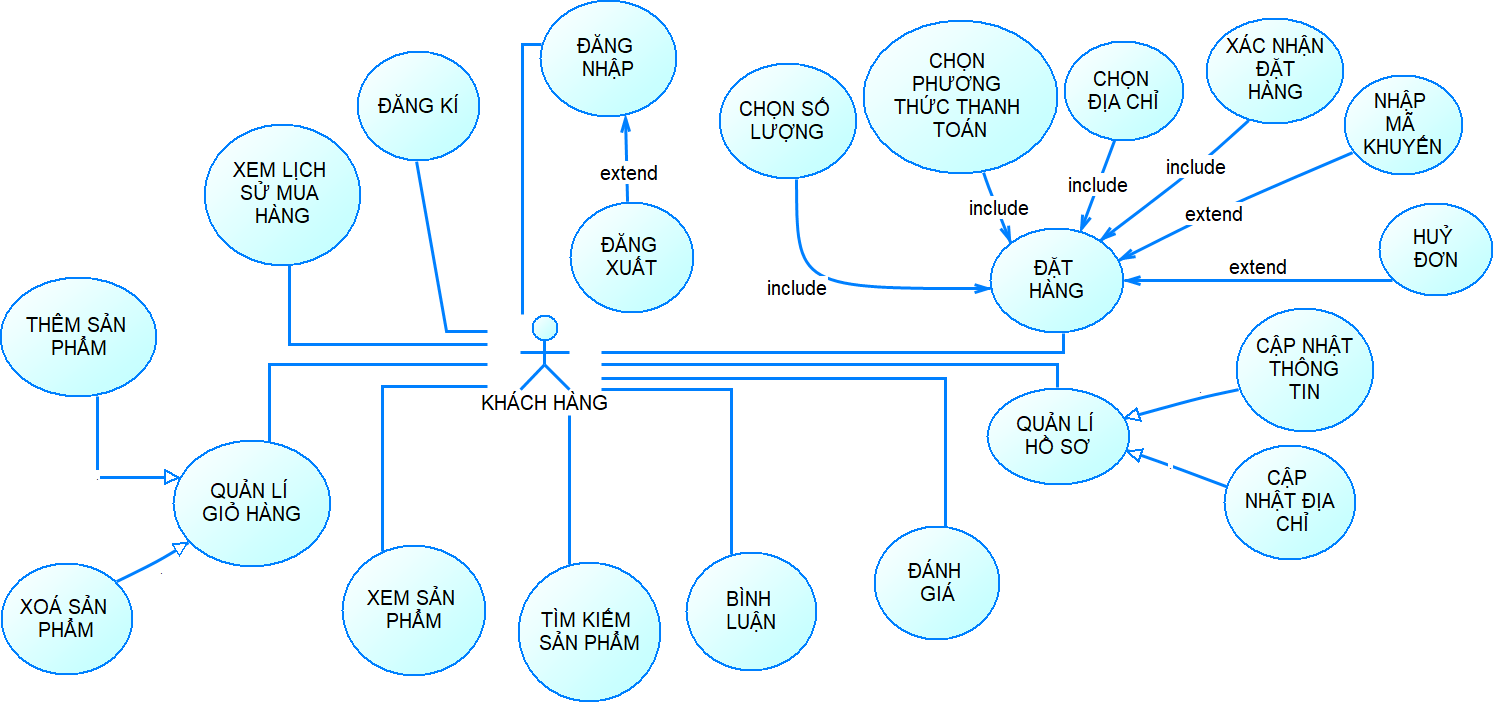 ĐĂNG
NHẬP
ĐĂNG KÍ
XEM LỊCH
SỬ MUA
HÀNG
extend
ĐĂNG
XUẤT
CHỌN SỐ
LƯỢNG
CHỌN
PHƯƠNG
THỨC THANH
TOÁN
CHỌN
ĐỊA CHỈ
XÁC NHẬN
ĐẶT
HÀNG
NHẬP
MÃ
KHUYẾN
HUỶ
ĐƠN
include
include
include
include
extend
extend
ĐẶT
HÀNG
THÊM SẢN
PHẨM
KHÁCH HÀNG
CẬP NHẬT
THÔNG
TIN
QUẢN LÍ
HỒ SƠ
CẬP
NHẬT ĐỊA
CHỈ
QUẢN LÍ
GIỎ HÀNG
XOÁ SẢN
PHẨM
XEM SẢN
PHẨM
TÌM KIẾM
SẢN PHẨM
BÌNH
LUẬN
ĐÁNH
GIÁ